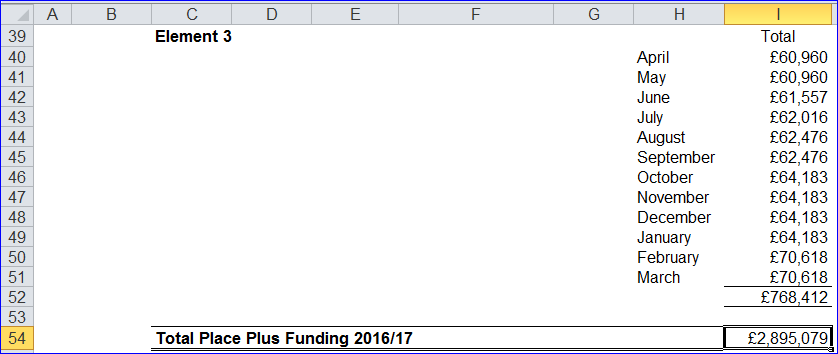 A B C D E F G H I
39 Element 3 Total
40 April £60,960
41 May £60,960
42 June £61,557
43 July £62,016
44 August £62,476
45 September £62,476
46 October £64,183
47 November £64,183
48 December £64,183
49 January £64,183
50 February £70,618
51 March £70,618
52 £768,412
53
54 Total Place Plus Funding 2016/17 £2,895,079